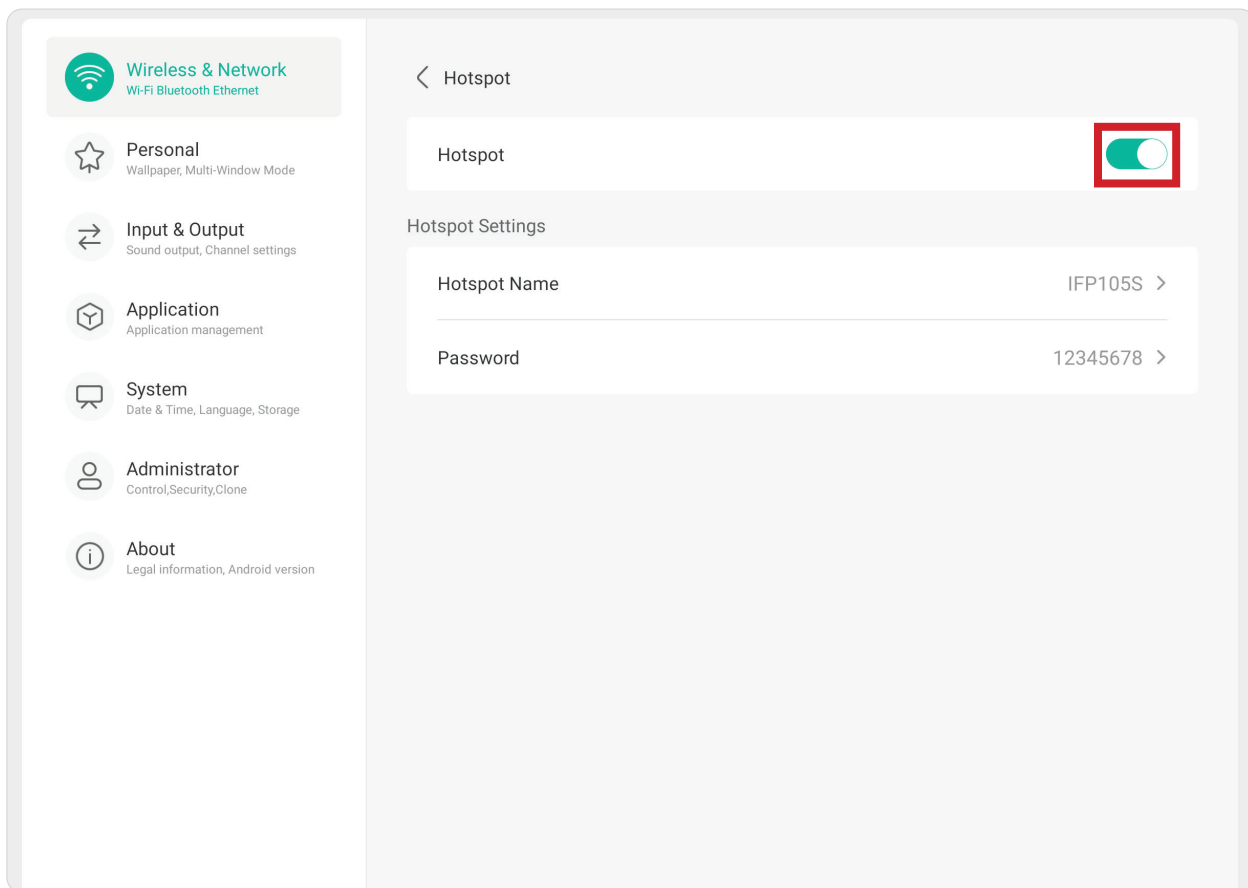 Wireless & Network
Wi-Fi Bluetooth Ethernet
Personal
Wallpaper, Multi-Window Mode
Input & Output
Sound output, Channel settings
Application
Application management
System
Date & Time, Language, Storage
Administrator
Control,Security,Clone
About
Legal information, Android version
Hotspot
Hotspot
Hotspot Settings
Hotspot Name IFP105S
Password 12345678